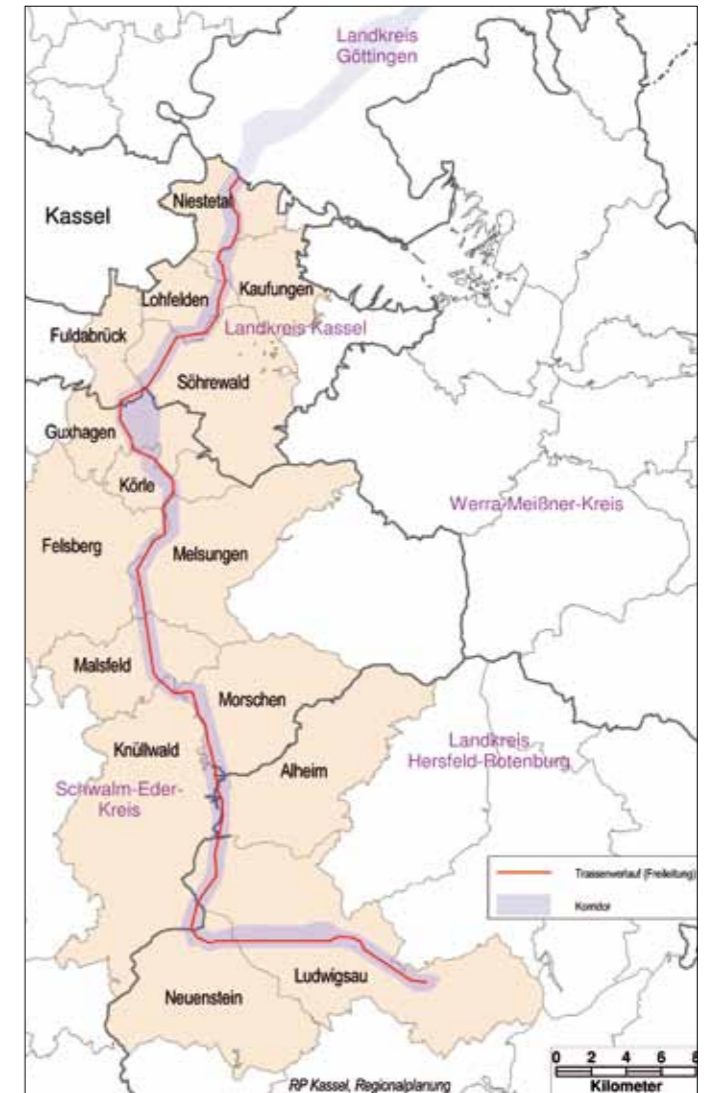 Landkreis
Göttingen
Niestetal
Kassel
Lohfelden
Kaufungen
Fuldabrück
Landkreis Kassel
Söhrewald
Guxhagen
Körle
Werra-Meißner-Kreis
Felsberg
Melsungen
Malsfeld
Morschen
Knüllwald
Landkreis
Hersfeld-Rotenburg
Alheim
Schwalm-Eder-
Kreis
Trassenverlauf (Freileitung)
Korridor
Ludwigsau
Neuenstein
0 2 4 6 8
Kilometer
RP Kassel, Regionalplanung